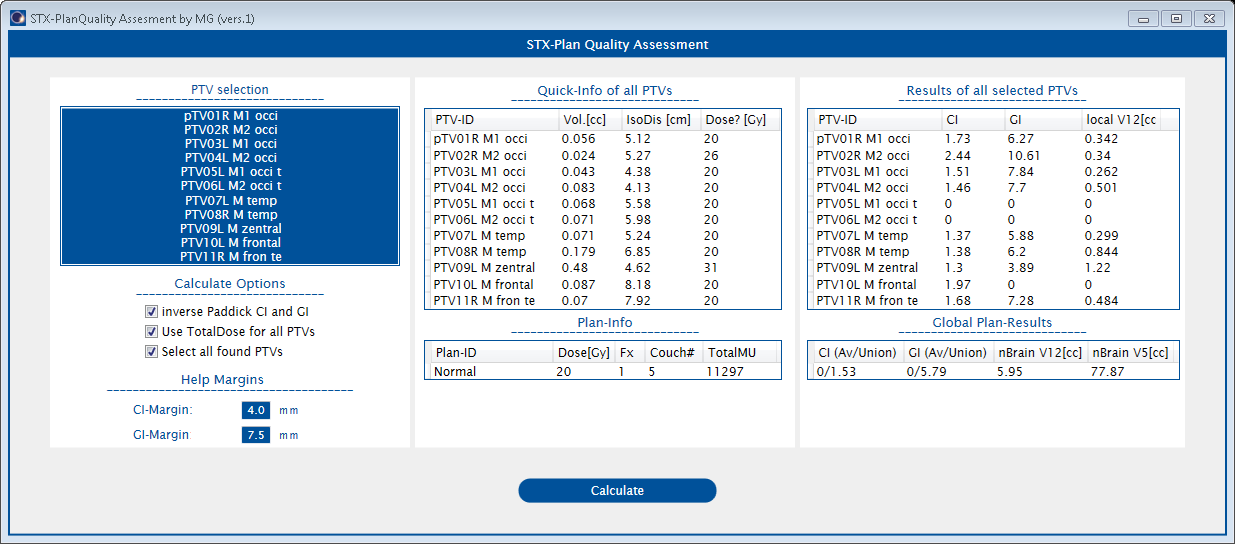 STX-PlanQuality Assesment by MG (vers.1)
STX-Plan Quality Assessment
PTV selection
pTV01R M1 occi
PTV02R M2 occi
PTV03L M1 occi
PTV04L M2 occi
PTV05L M1 occi t
PTV06L M2 occi t
PTV07L M temp
PTV08R M temp
PTV09L M zentral
PTV10L M frontal
PTV11R M fron te
Calculate Options
inverse Paddick CI and GI
Use TotalDose for all PTVs
Select all found PTVs
Help Margins
CI-Margin: 4.0 mm
GI-Margin: 7.5 mm
Quick-Info of all PTVs
PTV-ID Vol.[cc] IsoDis [cm] Dose? [Gy]
pTV01R M1 occi 0.056 5.12 20
PTV02R M2 occi 0.024 5.27 26
PTV03L M1 occi 0.043 4.38 20
PTV04L M2 occi 0.083 4.13 20
PTV05L M1 occi t 0.068 5.58 20
PTV06L M2 occi t 0.071 5.98 20
PTV07L M temp 0.071 5.24 20
PTV08R M temp 0.179 6.85 20
PTV09L M zentral 0.48 4.62 31
PTV10L M frontal 0.087 8.18 20
PTV11R M fron te 0.07 7.92 20
Plan-Info
Plan-ID Dose[Gy] Fx Couch# TotalMU
Normal 20 1 5 11297
Results of all selected PTVs
PTV-ID CI GI local V12[cc
pTV01R M1 occi 1.73 6.27 0.342
PTV02R M2 occi 2.44 10.61 0.34
PTV03L M1 occi 1.51 7.84 0.262
PTV04L M2 occi 1.46 7.7 0.501
PTV05L M1 occi t 0 0 0
PTV06L M2 occi t 0 0 0
PTV07L M temp 1.37 5.88 0.299
PTV08R M temp 1.38 6.2 0.844
PTV09L M zentral 1.3 3.89 1.22
PTV10L M frontal 1.97 0 0
PTV11R M fron te 1.68 7.28 0.484
Global Plan-Results
CI (Av/Union) GI (Av/Union) nBrain V12[cc] nBrain V5[cc]
0/1.53 0/5.79 5.95 77.87
Calculate